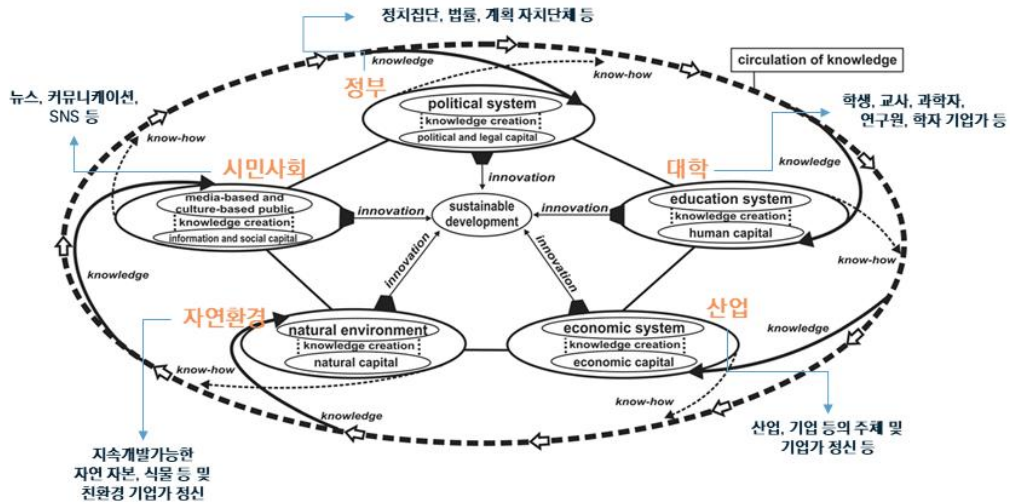 정치집단, 법률, 계획 자치단체 등
knowledge
know-how
circulation of knowledge
정부
political system
knowledge creation
political and legal capital
innovation
뉴스, 커뮤니케이션,
SNS 등
know-how
학생, 교사, 과학자,
연구원, 학자 기업가 등
knowledge
시민사회
media-based and
culture-based public
knowledge creation
information and social capital
innovation
sustainable
development
innovation
대학
education system
knowledge creation
human capital
knowledge
know-how
innovation
innovation
자연환경
natural environment
knowledge creation
natural capital
산업
economic system
knowledge creation
economic capital
knowledge
know-how
knowledge
know-how
지속개발가능한
자연 자본, 식물 등 및
친환경 기업가 정신
산업, 기업 등의 주체 및
기업가 정신 등